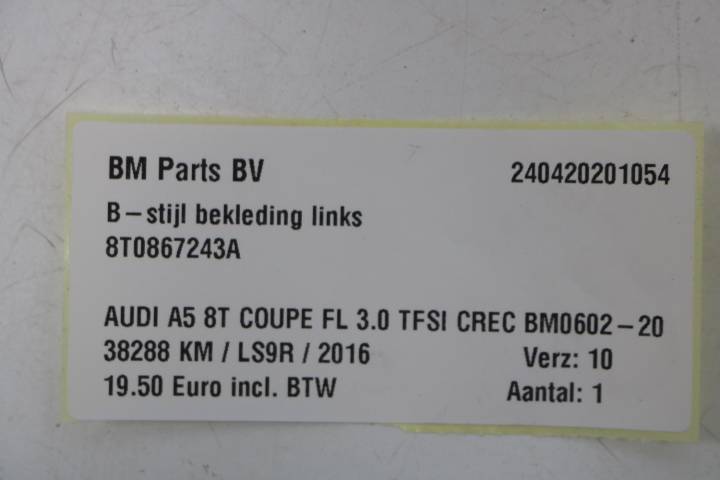 BM Parts BV 240420201054
B-stijl bekleding links
8T0867243A
AUDI A5 8T COUPE FL 3.0 TFSI CREC BM0602-20
38288 KM / LS9R / 2016 Verz: 10
19.50 Euro incl. BTW Aantal: 1